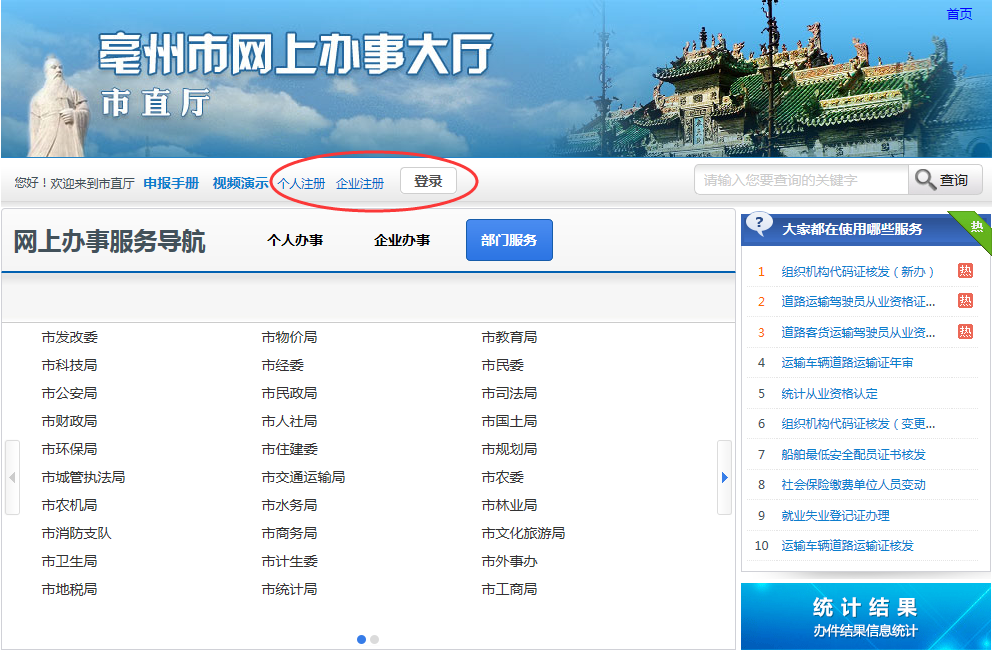 首页
亳州市网上办事大厅
市直厅
您好！欢迎来到市直厅 申报手册 视频演示 个人注册 企业注册 登录 请输入您要查询的关键字 查询
网上办事服务导航 个人办事 企业办事 部门服务
市发改委 市物价局 市教育局
市科技局 市经委 市民委
市公安局 市民政局 市司法局
市财政局 市人社局 市国土局
市环保局 市住建委 市规划局
市城管执法局 市交通运输局 市农委
市农机局 市水务局 市林业局
市消防支队 市商务局 市文化旅游局
市卫生局 市计生委 市外事办
市地税局 市统计局 市工商局
? 大家都在使用哪些服务 热
1 组织机构代码证核发（新办） 热
2 道路运输驾驶员从业资格证... 热
3 道路客货运输驾驶员从业资... 热
4 运输车辆道路运输证年审
5 统计从业资格认定
6 组织机构代码证核发（变更...
7 船舶最低安全配员证书核发
8 社会保险缴费单位人员变动
9 就业失业登记证办理
10 运输车辆道路运输证核发
统计结果
办件结果信息统计